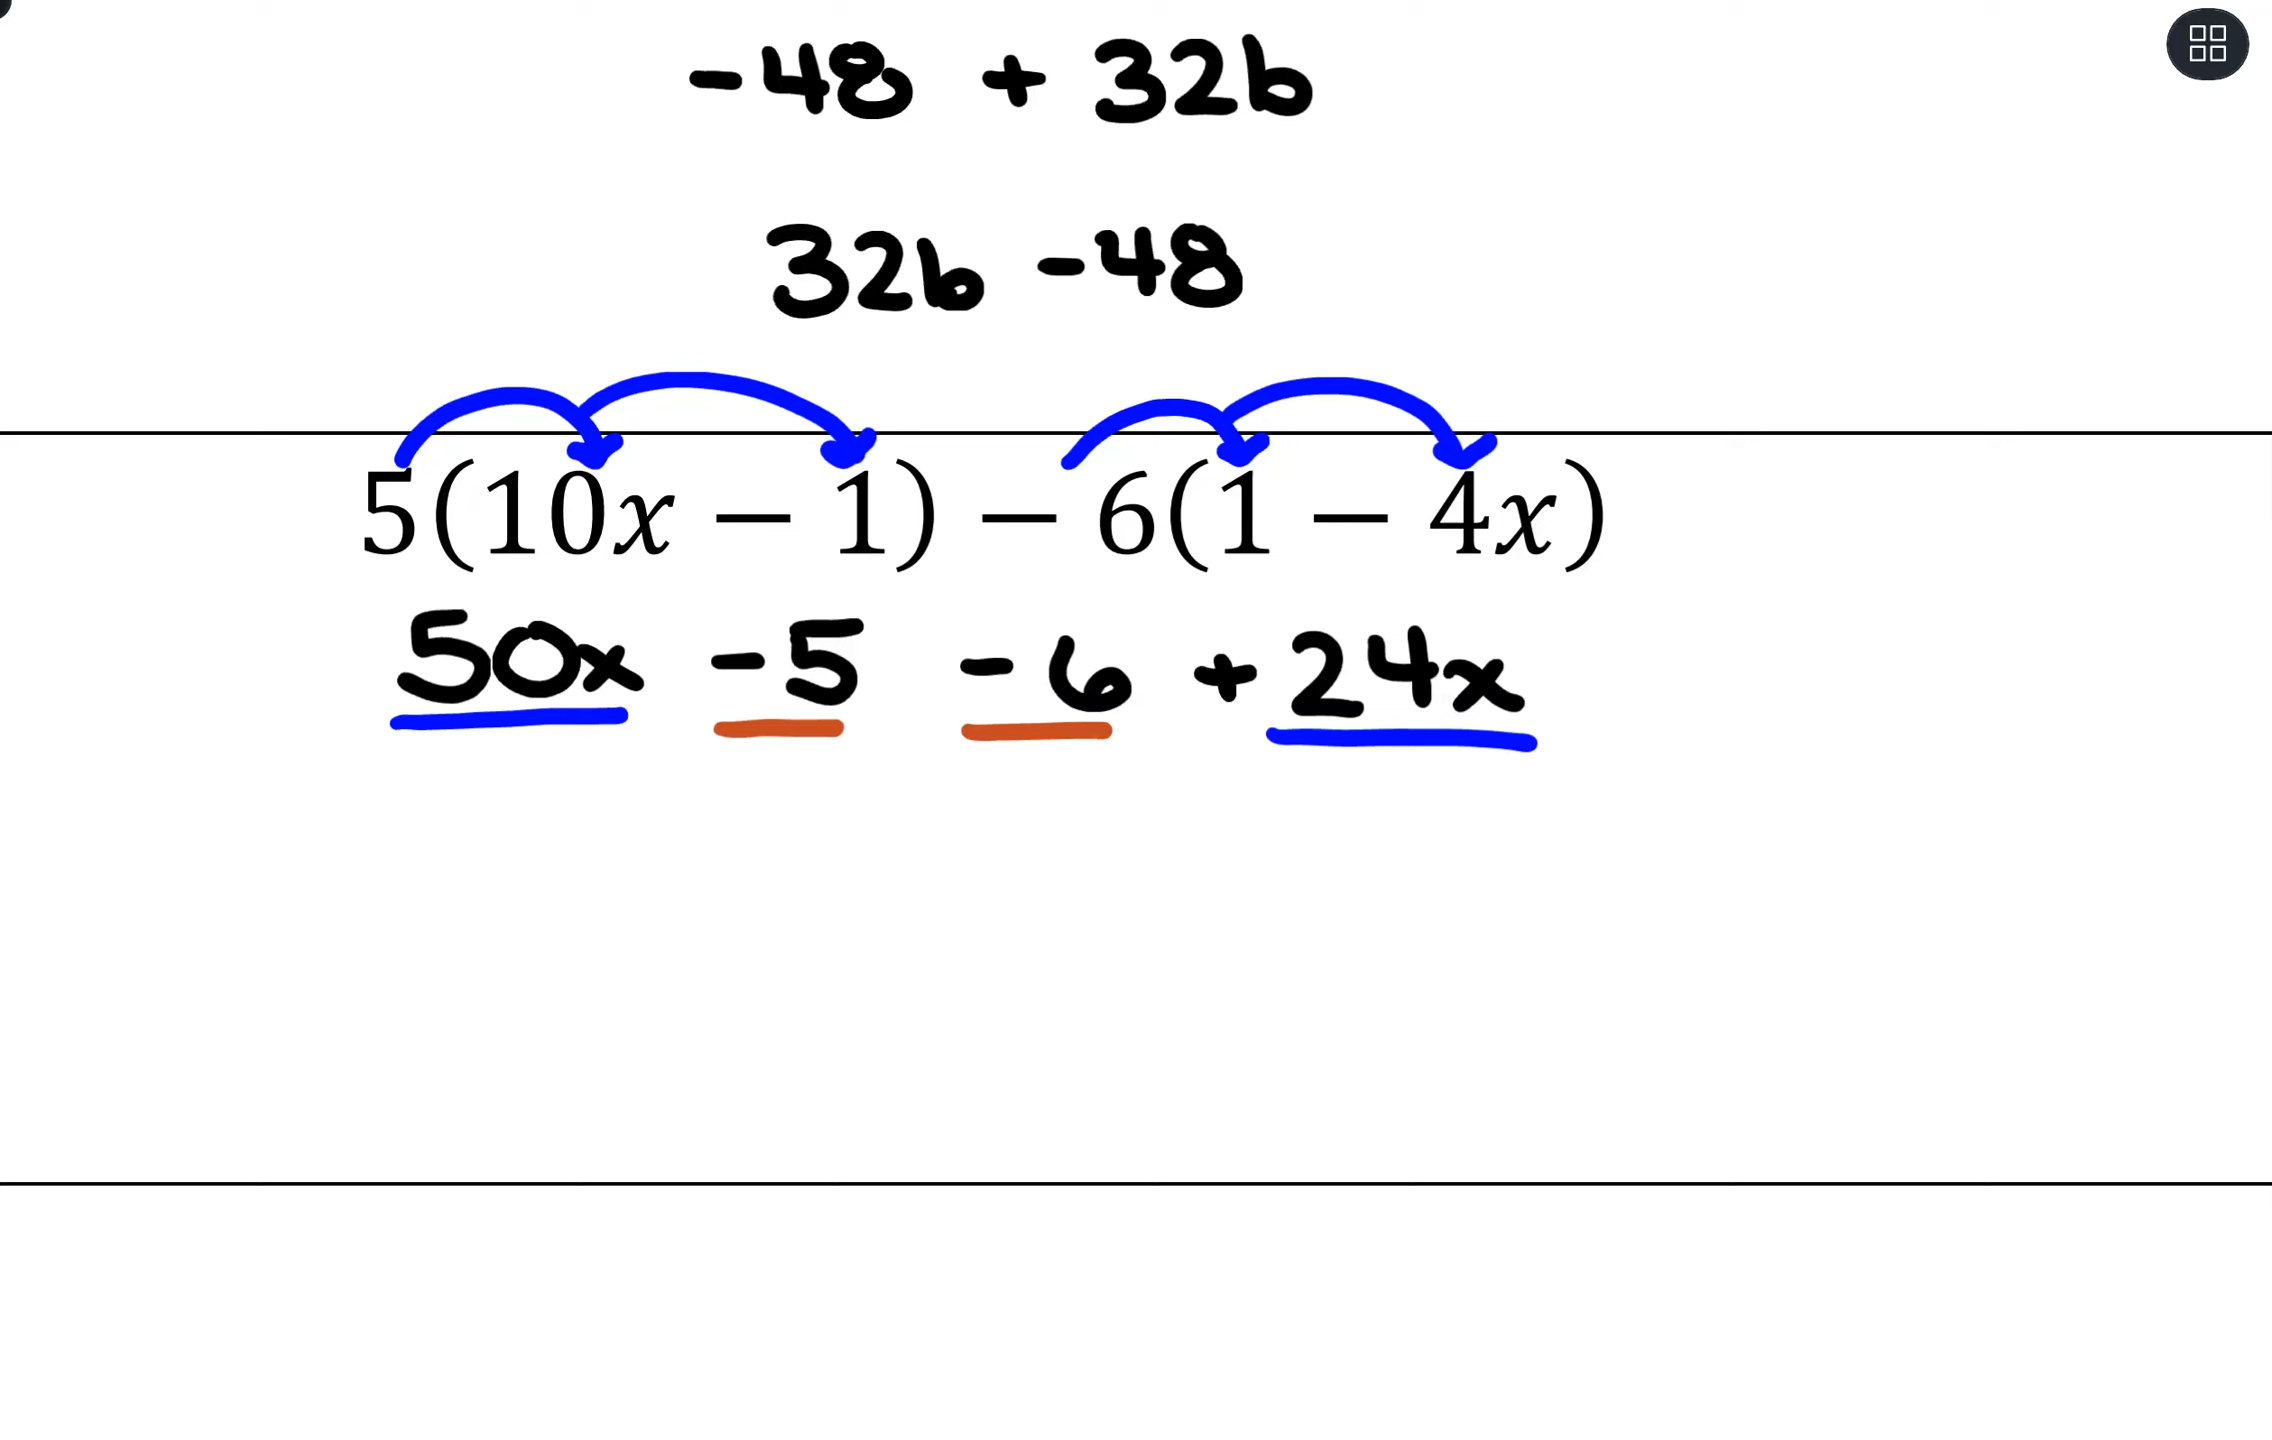 -48 + 32b
32b -48
5(10x − 1) − 6(1 − 4x)
50x -5 -6 +24x